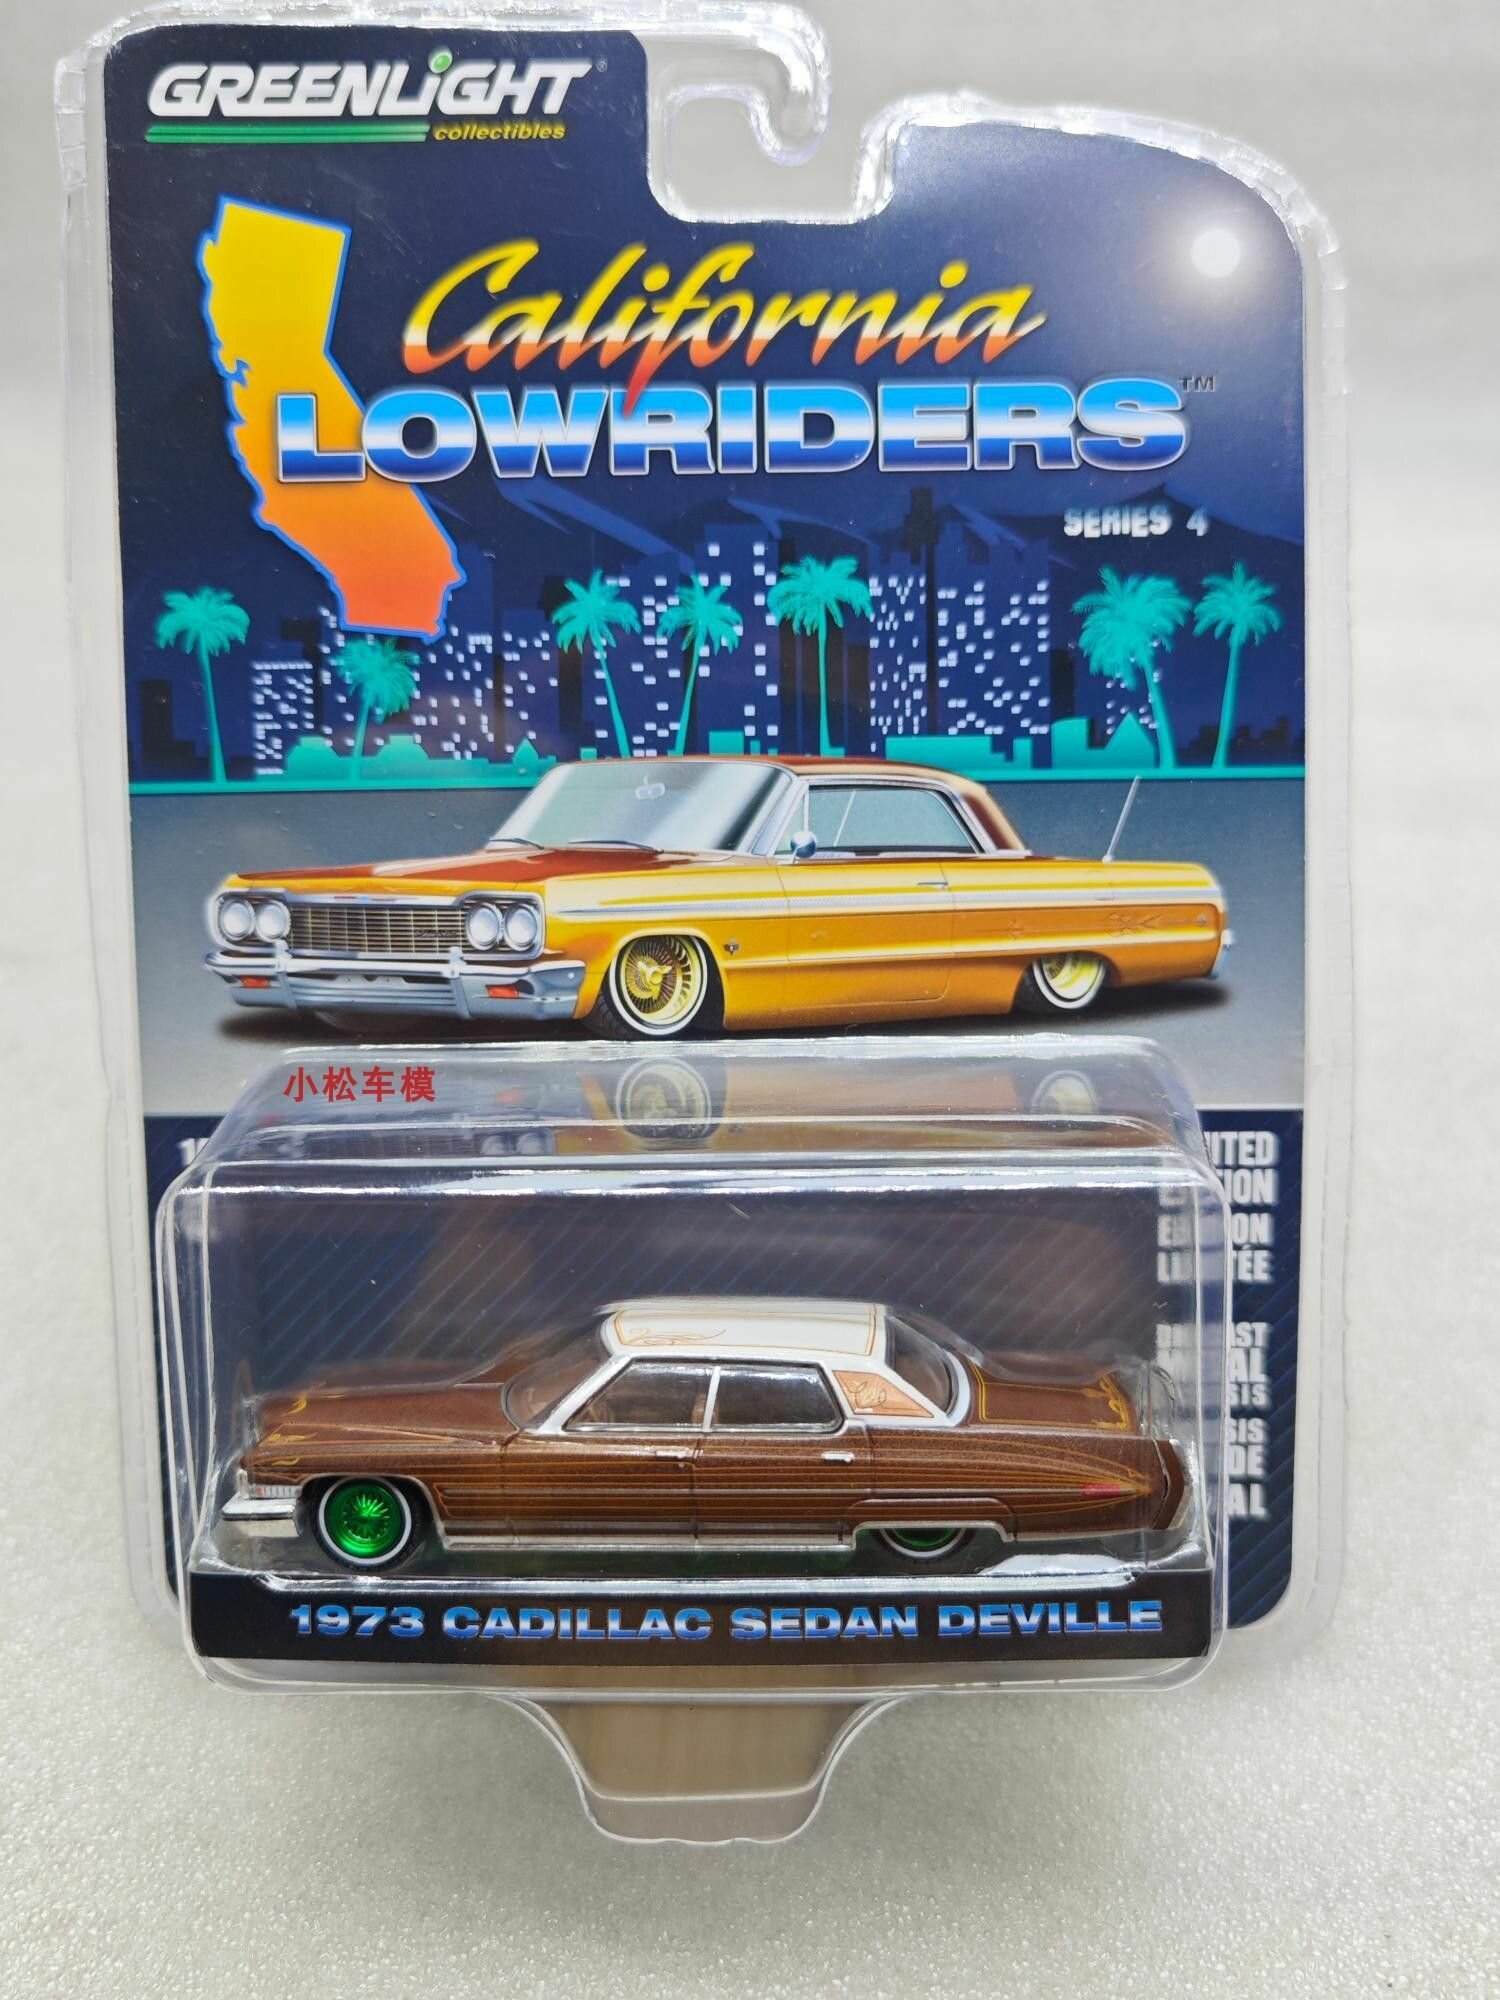 GREENLiGHT®
collectibles
California
LOWRIDERS™
SERIES 4
小松车模
1973 CADILLAC SEDAN DEVILLE